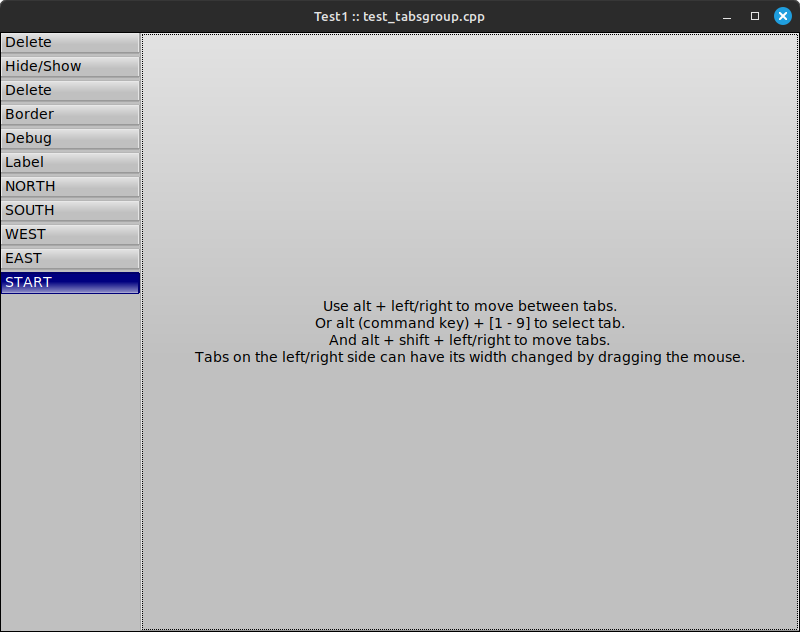 Test1 :: test_tabsgroup.cpp
Delete
Hide/Show
Delete
Border
Debug
Label
NORTH
SOUTH
WEST
EAST
START
Use alt + left/right to move between tabs.
Or alt (command key) + [1 - 9] to select tab.
And alt + shift + left/right to move tabs.
Tabs on the left/right side can have its width changed by dragging the mouse.